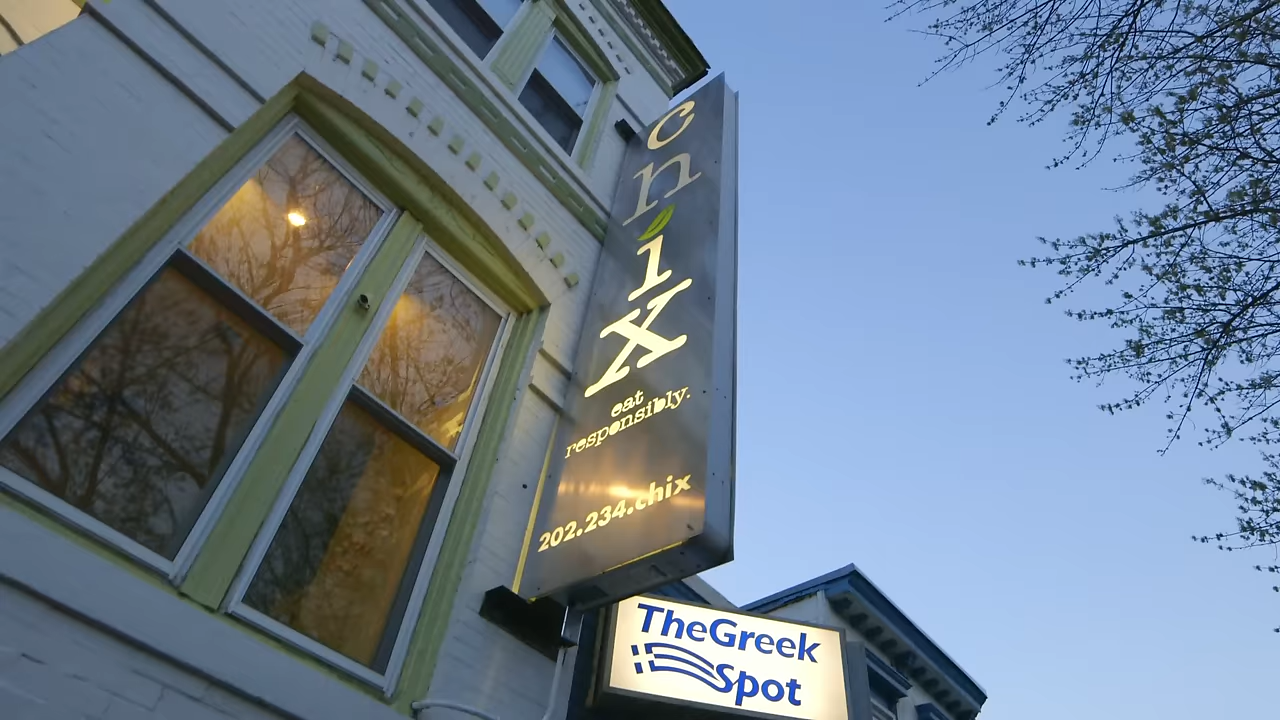 chix
eat
responsibly.
202.234.chix
TheGreek
Spot